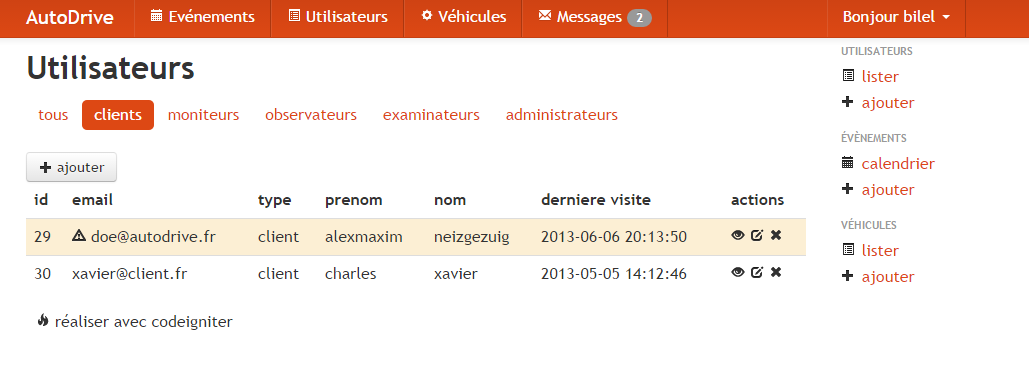 AutoDrive Evénements Utilisateurs Véhicules Messages 2 Bonjour bilel
Utilisateurs
tous clients moniteurs observateurs examinateurs administrateurs
ajouter
id email type prenom nom derniere visite actions
29 doe@autodrive.fr client alexmaxim neizgezuig 2013-06-06 20:13:50
30 xavier@client.fr client charles xavier 2013-05-05 14:12:46
réaliser avec codeigniter
UTILISATEURS
lister
ajouter
ÉVÈNEMENTS
calendrier
ajouter
VÉHICULES
lister
ajouter